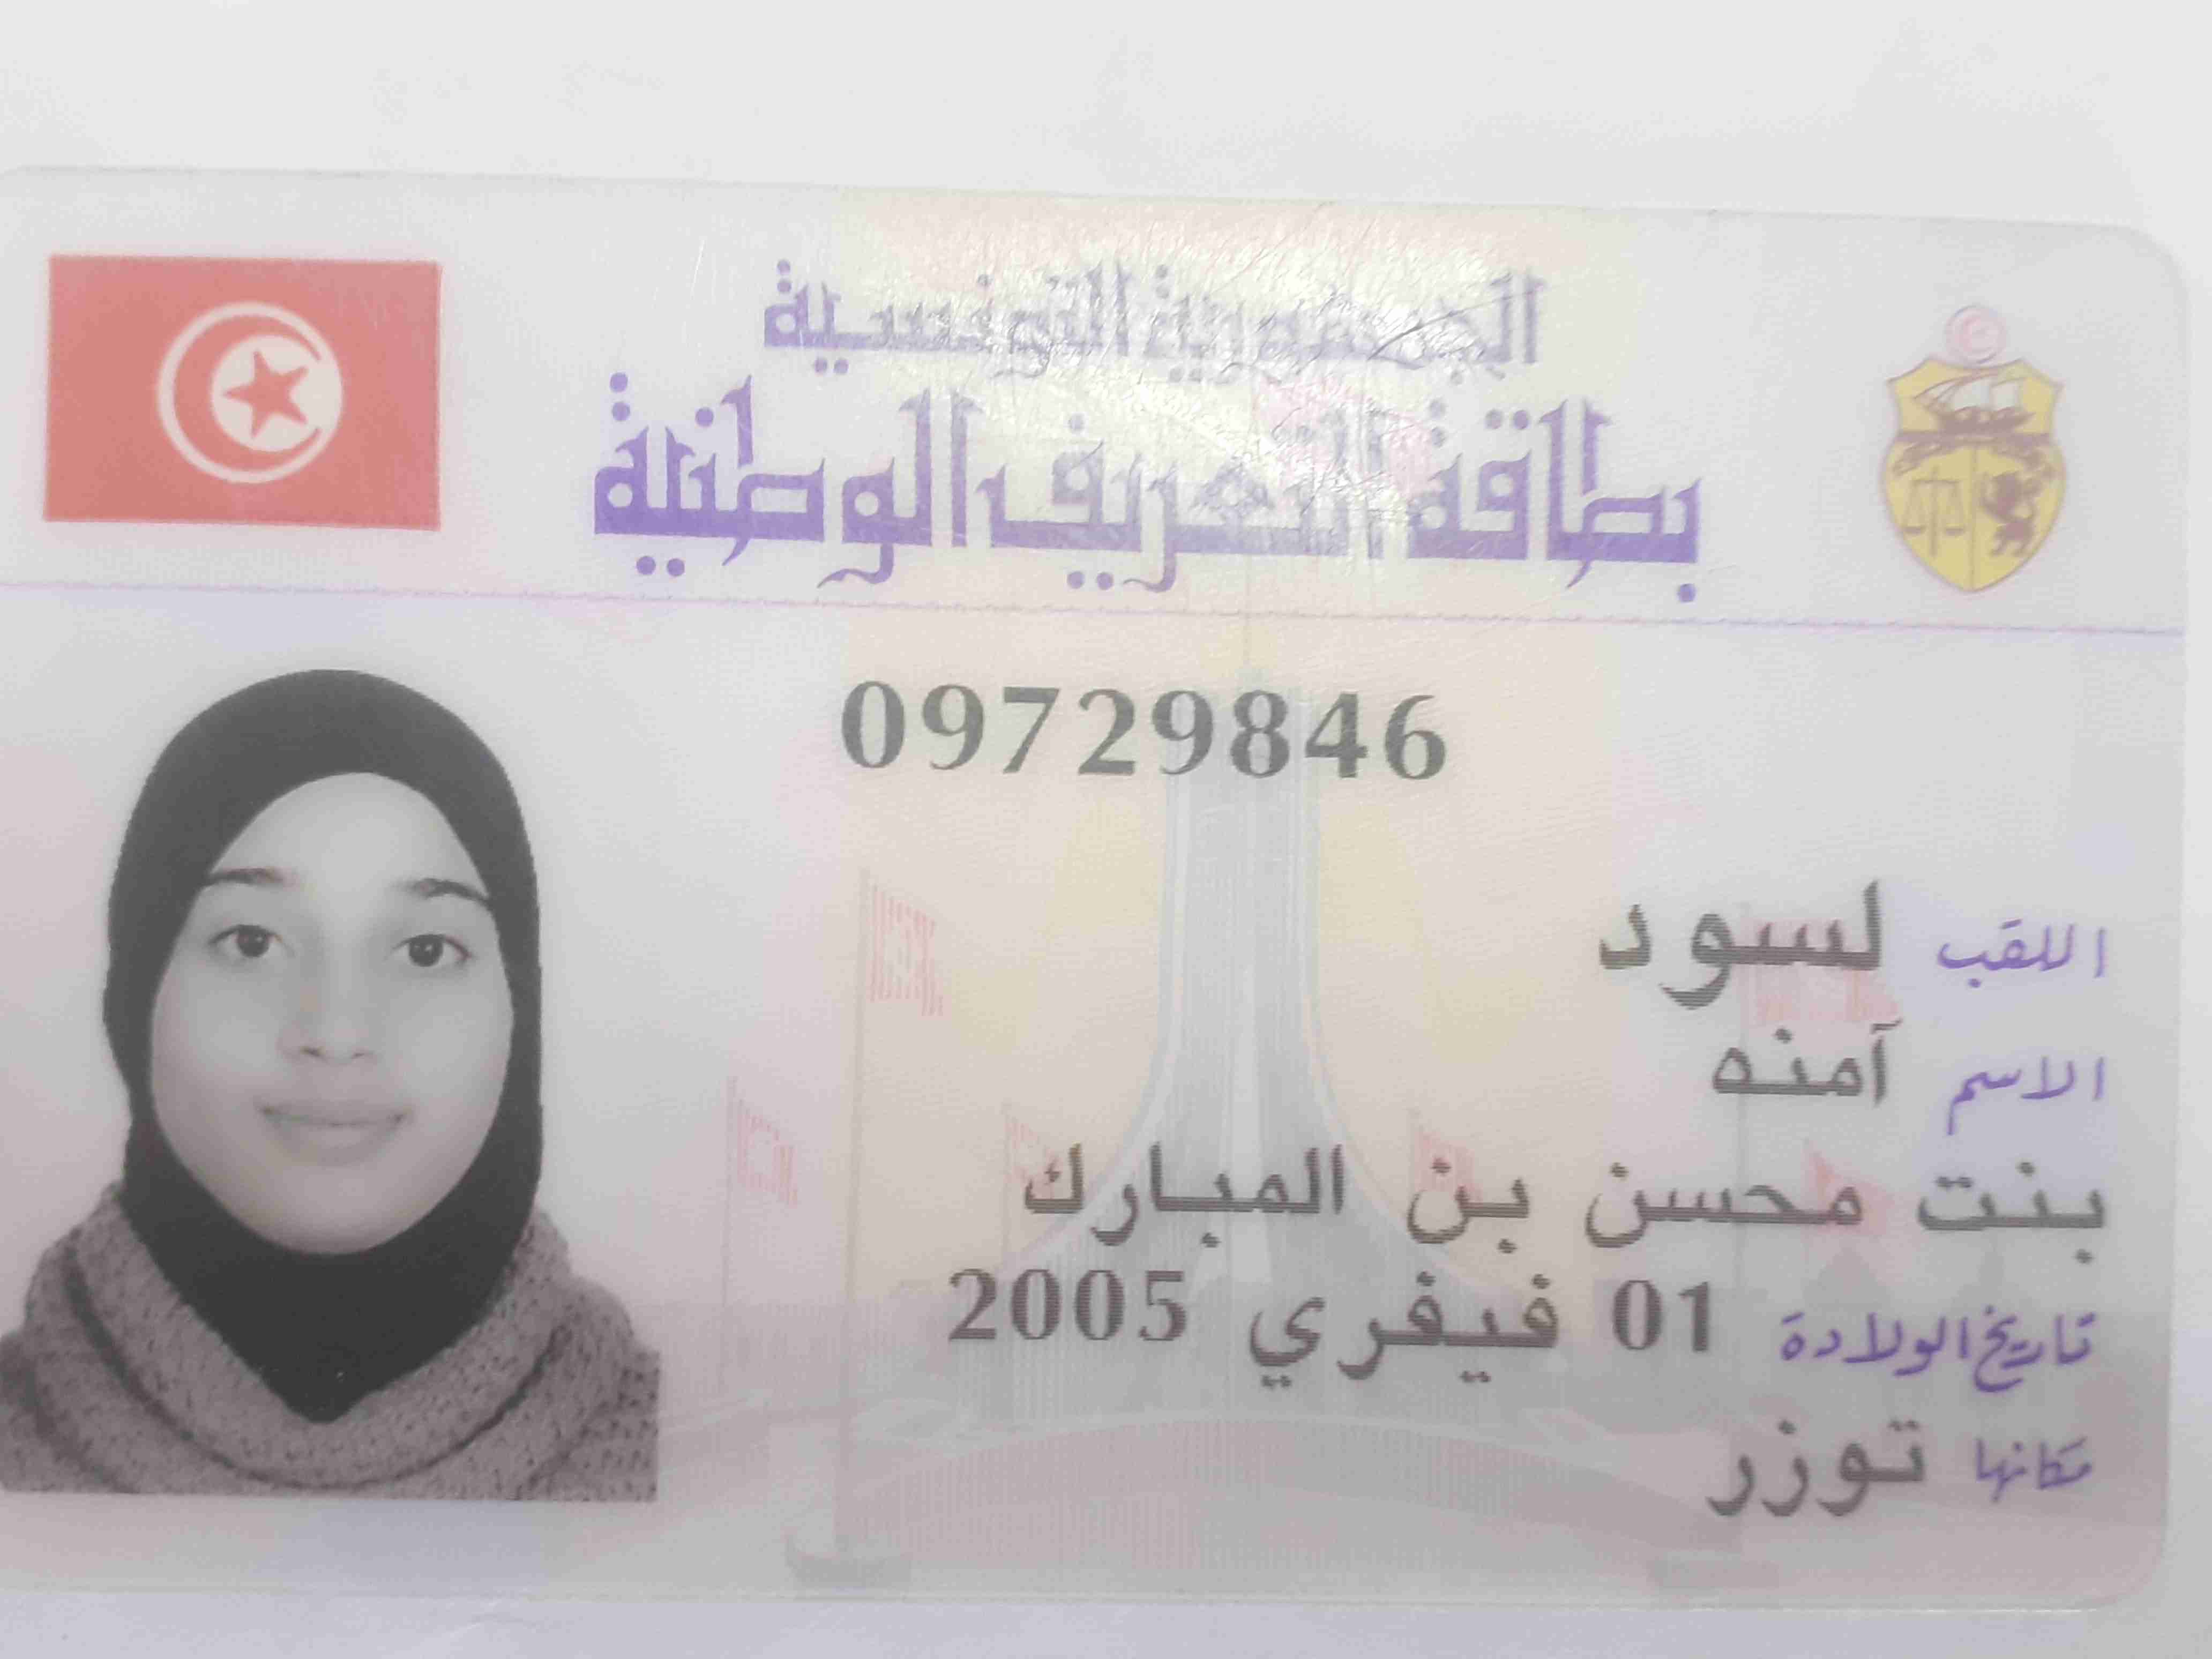 الجمهورية التونسية
بطاقة التعريف الوطنية
09729846
اللقب لسود
الاسم آمنه
بنت محسن بن المبارك
تاريخ الولادة 01 فيفري 2005
مكانها توزر